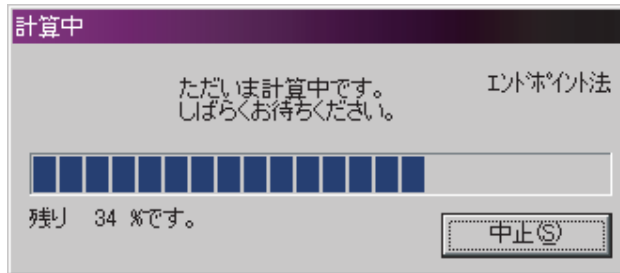 計算中
ただいま計算中です。
しばらくお待ちください。
エンドポイント法
残り 34 %です。
中止(S)